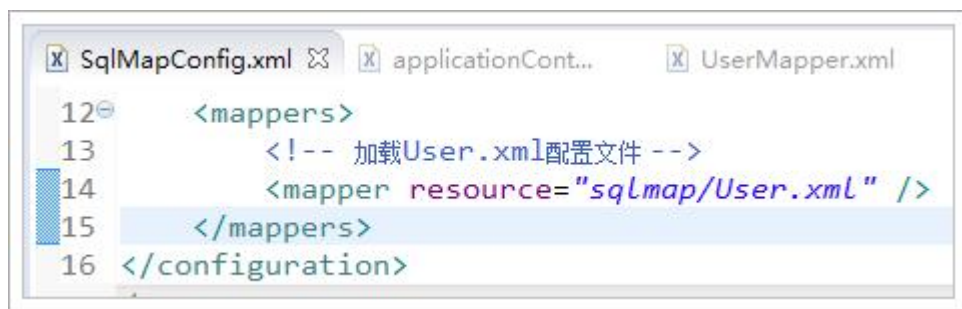 SqlMapConfig.xml applicationCont... UserMapper.xml
12 <mappers>
13 <!-- 加载User.xml配置文件 -->
14 <mapper resource="sqlmap/User.xml" />
15 </mappers>
16 </configuration>